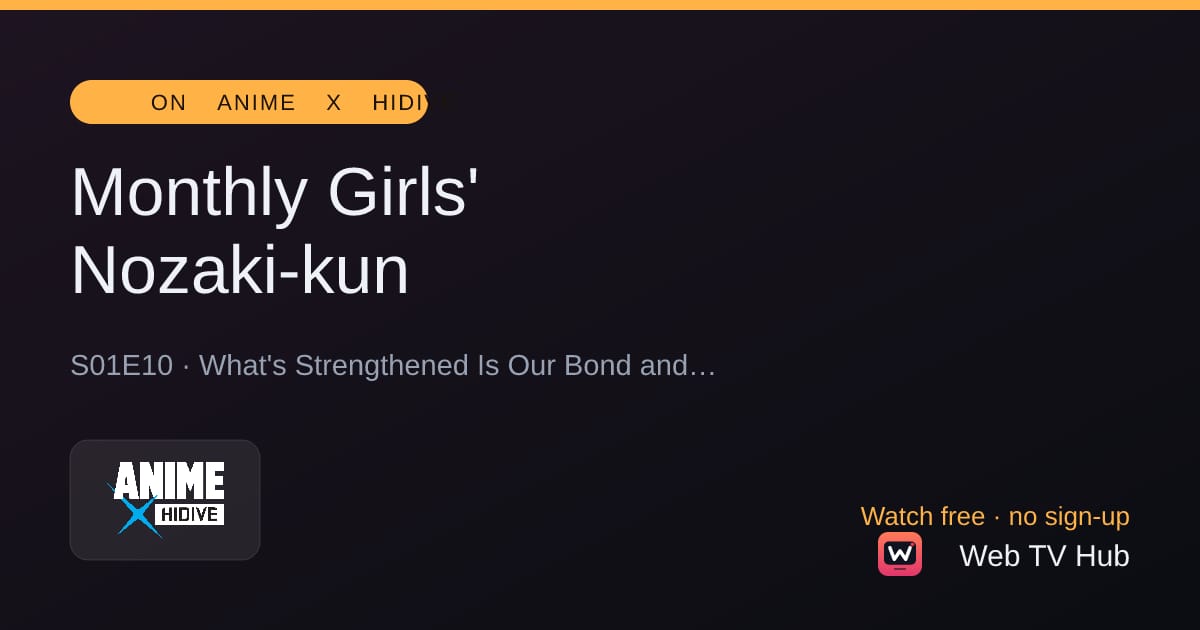 ON ANIME X HIDIVE
Monthly Girls'
Nozaki-kun
S01E10 · What's Strengthened Is Our Bond and…
ANIME
X HIDIVE
Watch free · no sign-up
W
Web TV Hub